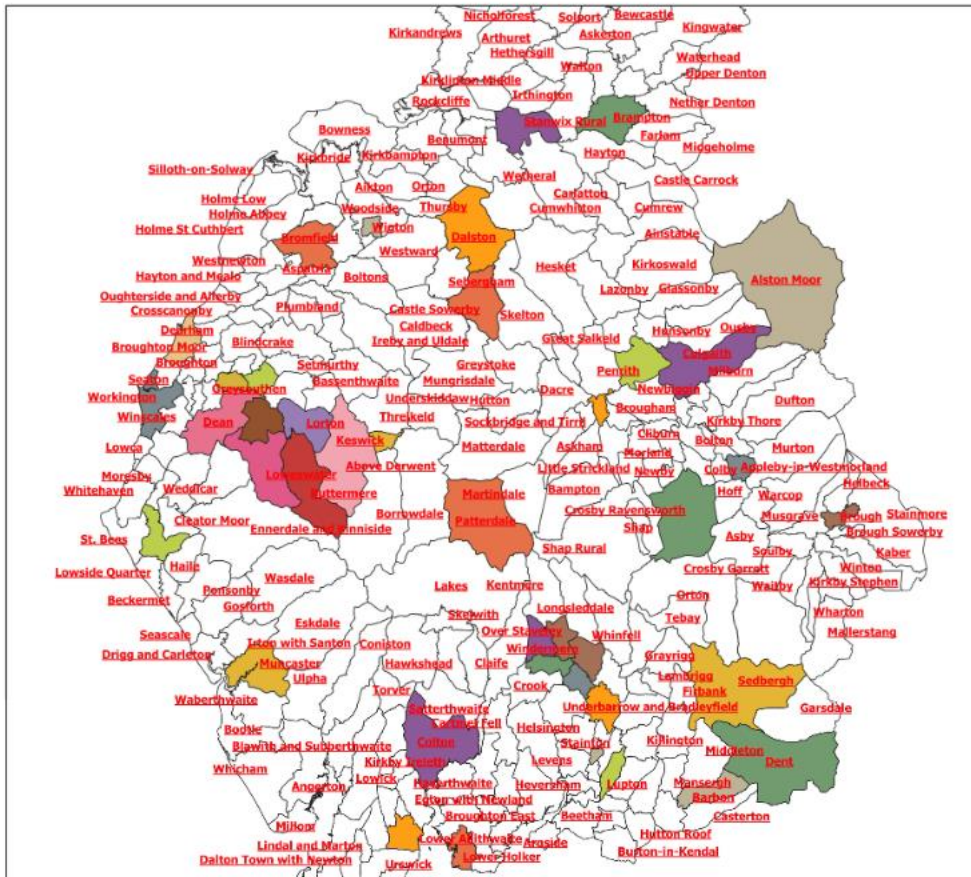 Nicholforest
Solport
Bewcastle
Kirkandrews
Arthuret
Askerton
Kingwater
Hethersgill
Walton
Waterhead
Kirklinton Middle
Upper Denton
Rockcliffe
Irthington
Nether Denton
Bowness
Beaumont
Stanwix Rural
Brampton
Farlam
Midgeholme
Silloth-on-Solway
Kirkbride
Kirkbampton
Hayton
Wetheral
Castle Carrock
Holme Low
Aikton
Orton
Carlatton
Holme Abbey
Woodside
Thursby
Cumwhitton
Cumrew
Holme St Cuthbert
Wigton
Bromfield
Dalston
Ainstable
Westnewton
Westward
Hayton and Mealo
Aspatria
Boltons
Sebergham
Hesket
Kirkoswald
Alston Moor
Oughterside and Allerby
Lazonby
Glassonby
Crosscanonby
Plumbland
Castle Sowerby
Skelton
Dearham
Caldbeck
Great Salkeld
Hunsonby
Ousby
Broughton Moor
Blindcrake
Ireby and Uldale
Culgaith
Broughton
Setmurthy
Greystoke
Penrith
Milburn
Seaton
Greysouthen
Bassenthwaite
Mungrisdale
Dacre
Newbiggin
Dufton
Workington
Underskiddaw
Hutton
Brougham
Winscales
Dean
Lorton
Threlkeld
Sockbridge and Tirril
Kirkby Thore
Lowca
Keswick
Matterdale
Askham
Cliburn
Bolton
Murton
Moresby
Above Derwent
Morland
Whitehaven
Weddicar
Loweswater
Little Strickland
Newby
Colby
Appleby-in-Westmorland
Buttermere
Martindale
Bampton
Hoff
Warcop
Helbeck
Cleator Moor
Borrowdale
Patterdale
Crosby Ravensworth
Musgrave
Brough
Stainmore
St. Bees
Ennerdale and Kinniside
Shap
Asby
Brough Sowerby
Lowside Quarter
Haile
Shap Rural
Soulby
Kaber
Beckermet
Ponsonby
Wasdale
Crosby Garrett
Waitby
Winton
Gosforth
Lakes
Kentmere
Orton
Kirkby Stephen
Seascale
Eskdale
Skelwith
Longsleddale
Tebay
Wharton
Drigg and Carleton
Irton with Santon
Coniston
Over Staveley
Whinfell
Mallerstang
Muncaster
Hawkshead
Claife
Windermere
Grayrigg
Waberthwaite
Ulpha
Crook
Lambrigg
Sedbergh
Torver
Firbank
Satterthwaite
Underbarrow and Bradleyfield
Garsdale
Bootle
Cartmel Fell
Helsington
Blawith and Subberthwaite
Colton
Stainton
Killington
Middleton
Whicham
Kirkby Ireleth
Levens
Dent
Angerton
Lowick
Haverthwaite
Heversham
Lupton
Mansergh
Egton with Newland
Barbon
Millom
Broughton East
Beetham
Casterton
Lindal and Marton
Lower Allithwaite
Arnside
Hutton Roof
Dalton Town with Newton
Urswick
Lower Holker
Burton-in-Kendal